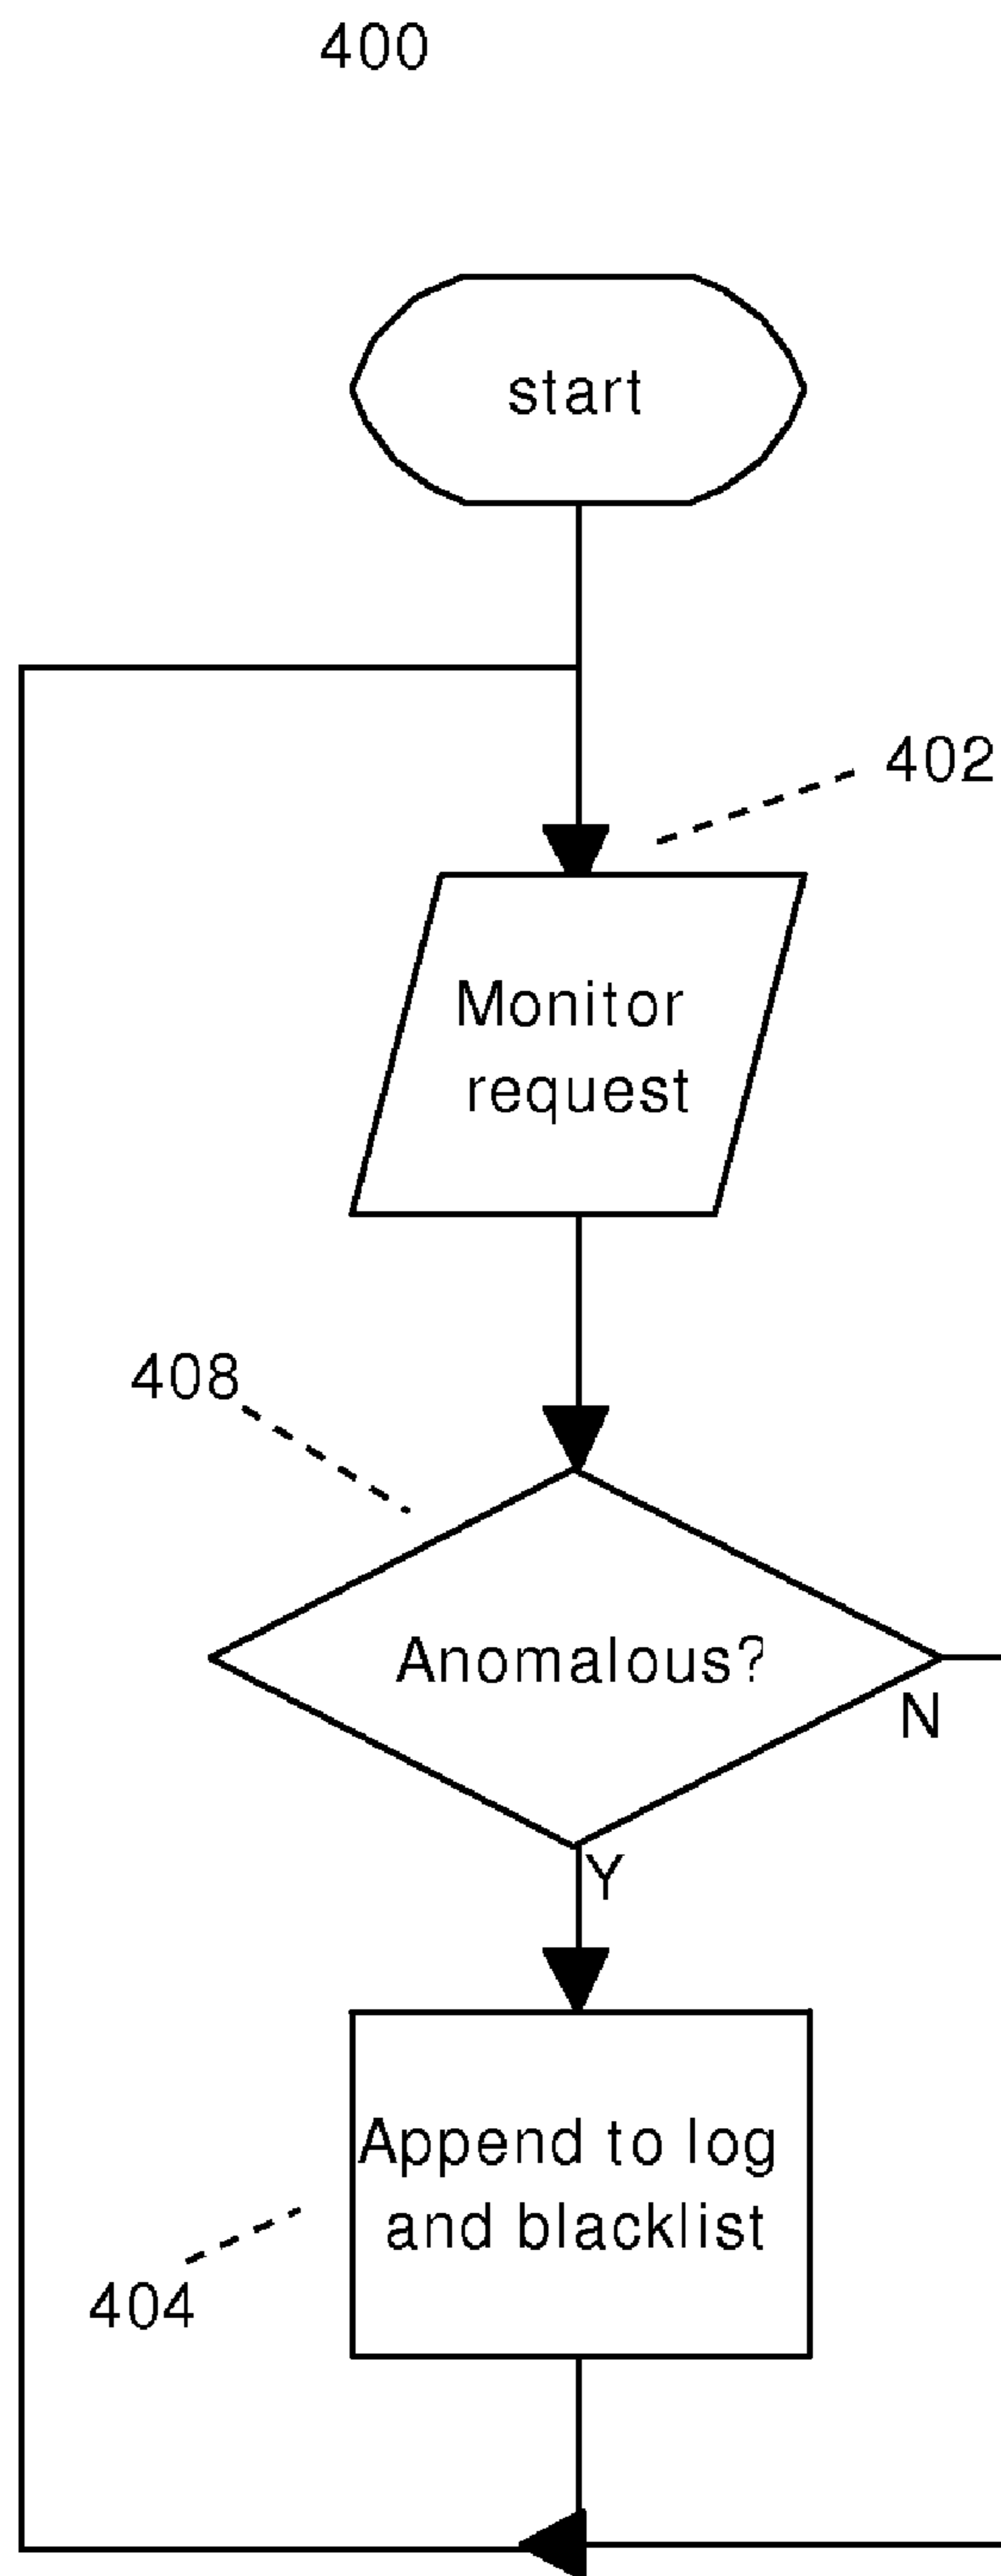 400
start
402
Monitor
request
408
Anomalous?
N
Y
Append to log
and blacklist
404